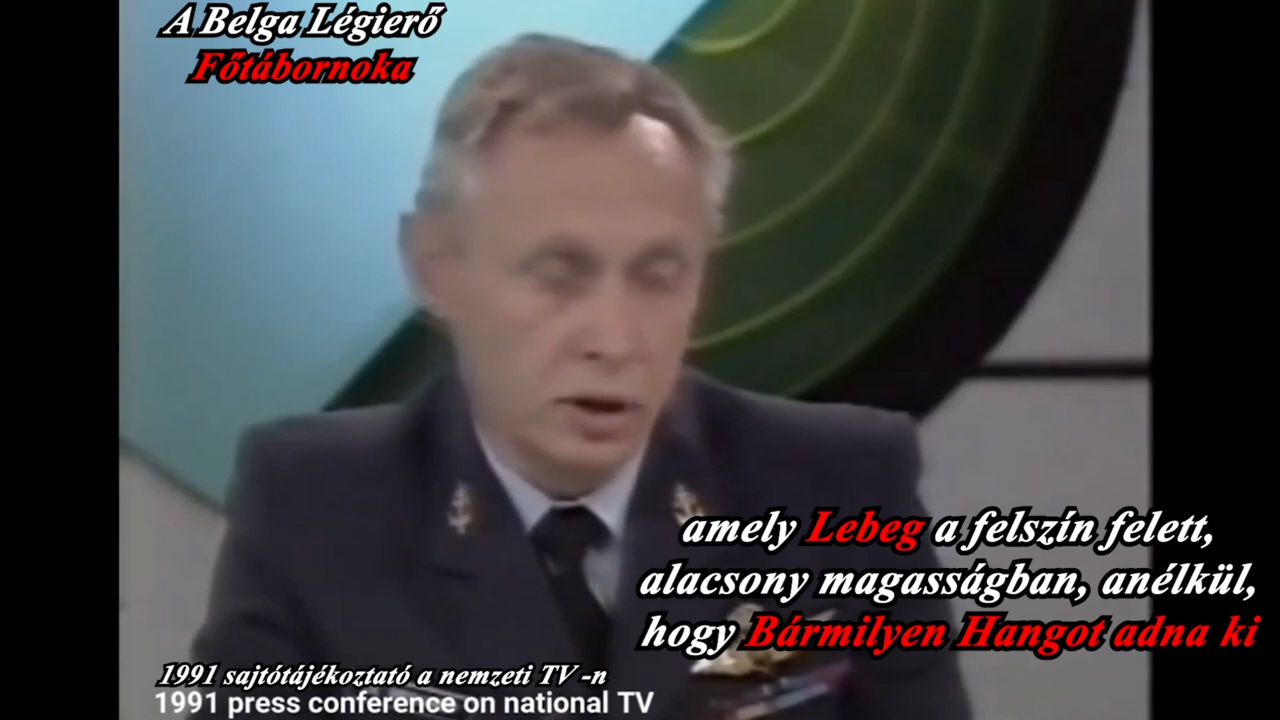 A Belga Légierő
Főtábornoka
amely Lebeg a felszín felett,
alacsony magasságban, anélkül,
hogy Bármilyen Hangot adna ki
1991 sajtótájékoztató a nemzeti TV -n
1991 press conference on national TV